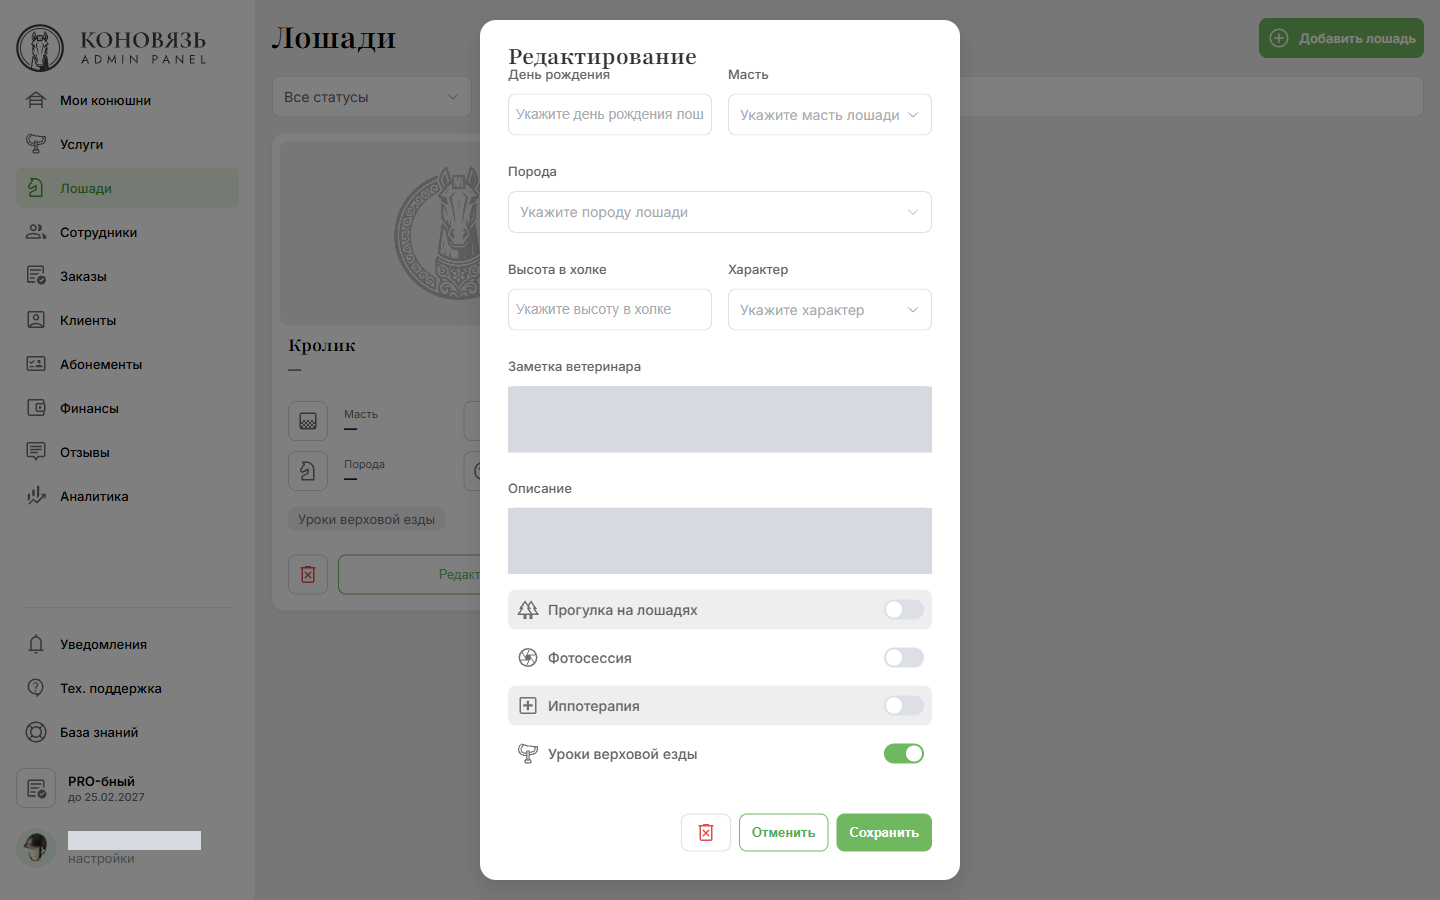 КОНОВЯЗЬ
ADMIN PANEL
Мои конюшни
Услуги
Лошади
Сотрудники
Заказы
Клиенты
Абонементы
Финансы
Отзывы
Аналитика
Уведомления
Тех. поддержка
База знаний
PRO-бный
до 25.02.2027
настройки
Лошади
Добавить лошадь
Все статусы
Кролик
—
Масть
—
Порода
—
Уроки верховой езды
Редакт
Редактирование
День рождения
Масть
Укажите день рождения лош
Укажите масть лошади
Порода
Укажите породу лошади
Высота в холке
Характер
Укажите высоту в холке
Укажите характер
Заметка ветеринара
Описание
Прогулка на лошадях
Фотосессия
Иппотерапия
Уроки верховой езды
Отменить
Сохранить